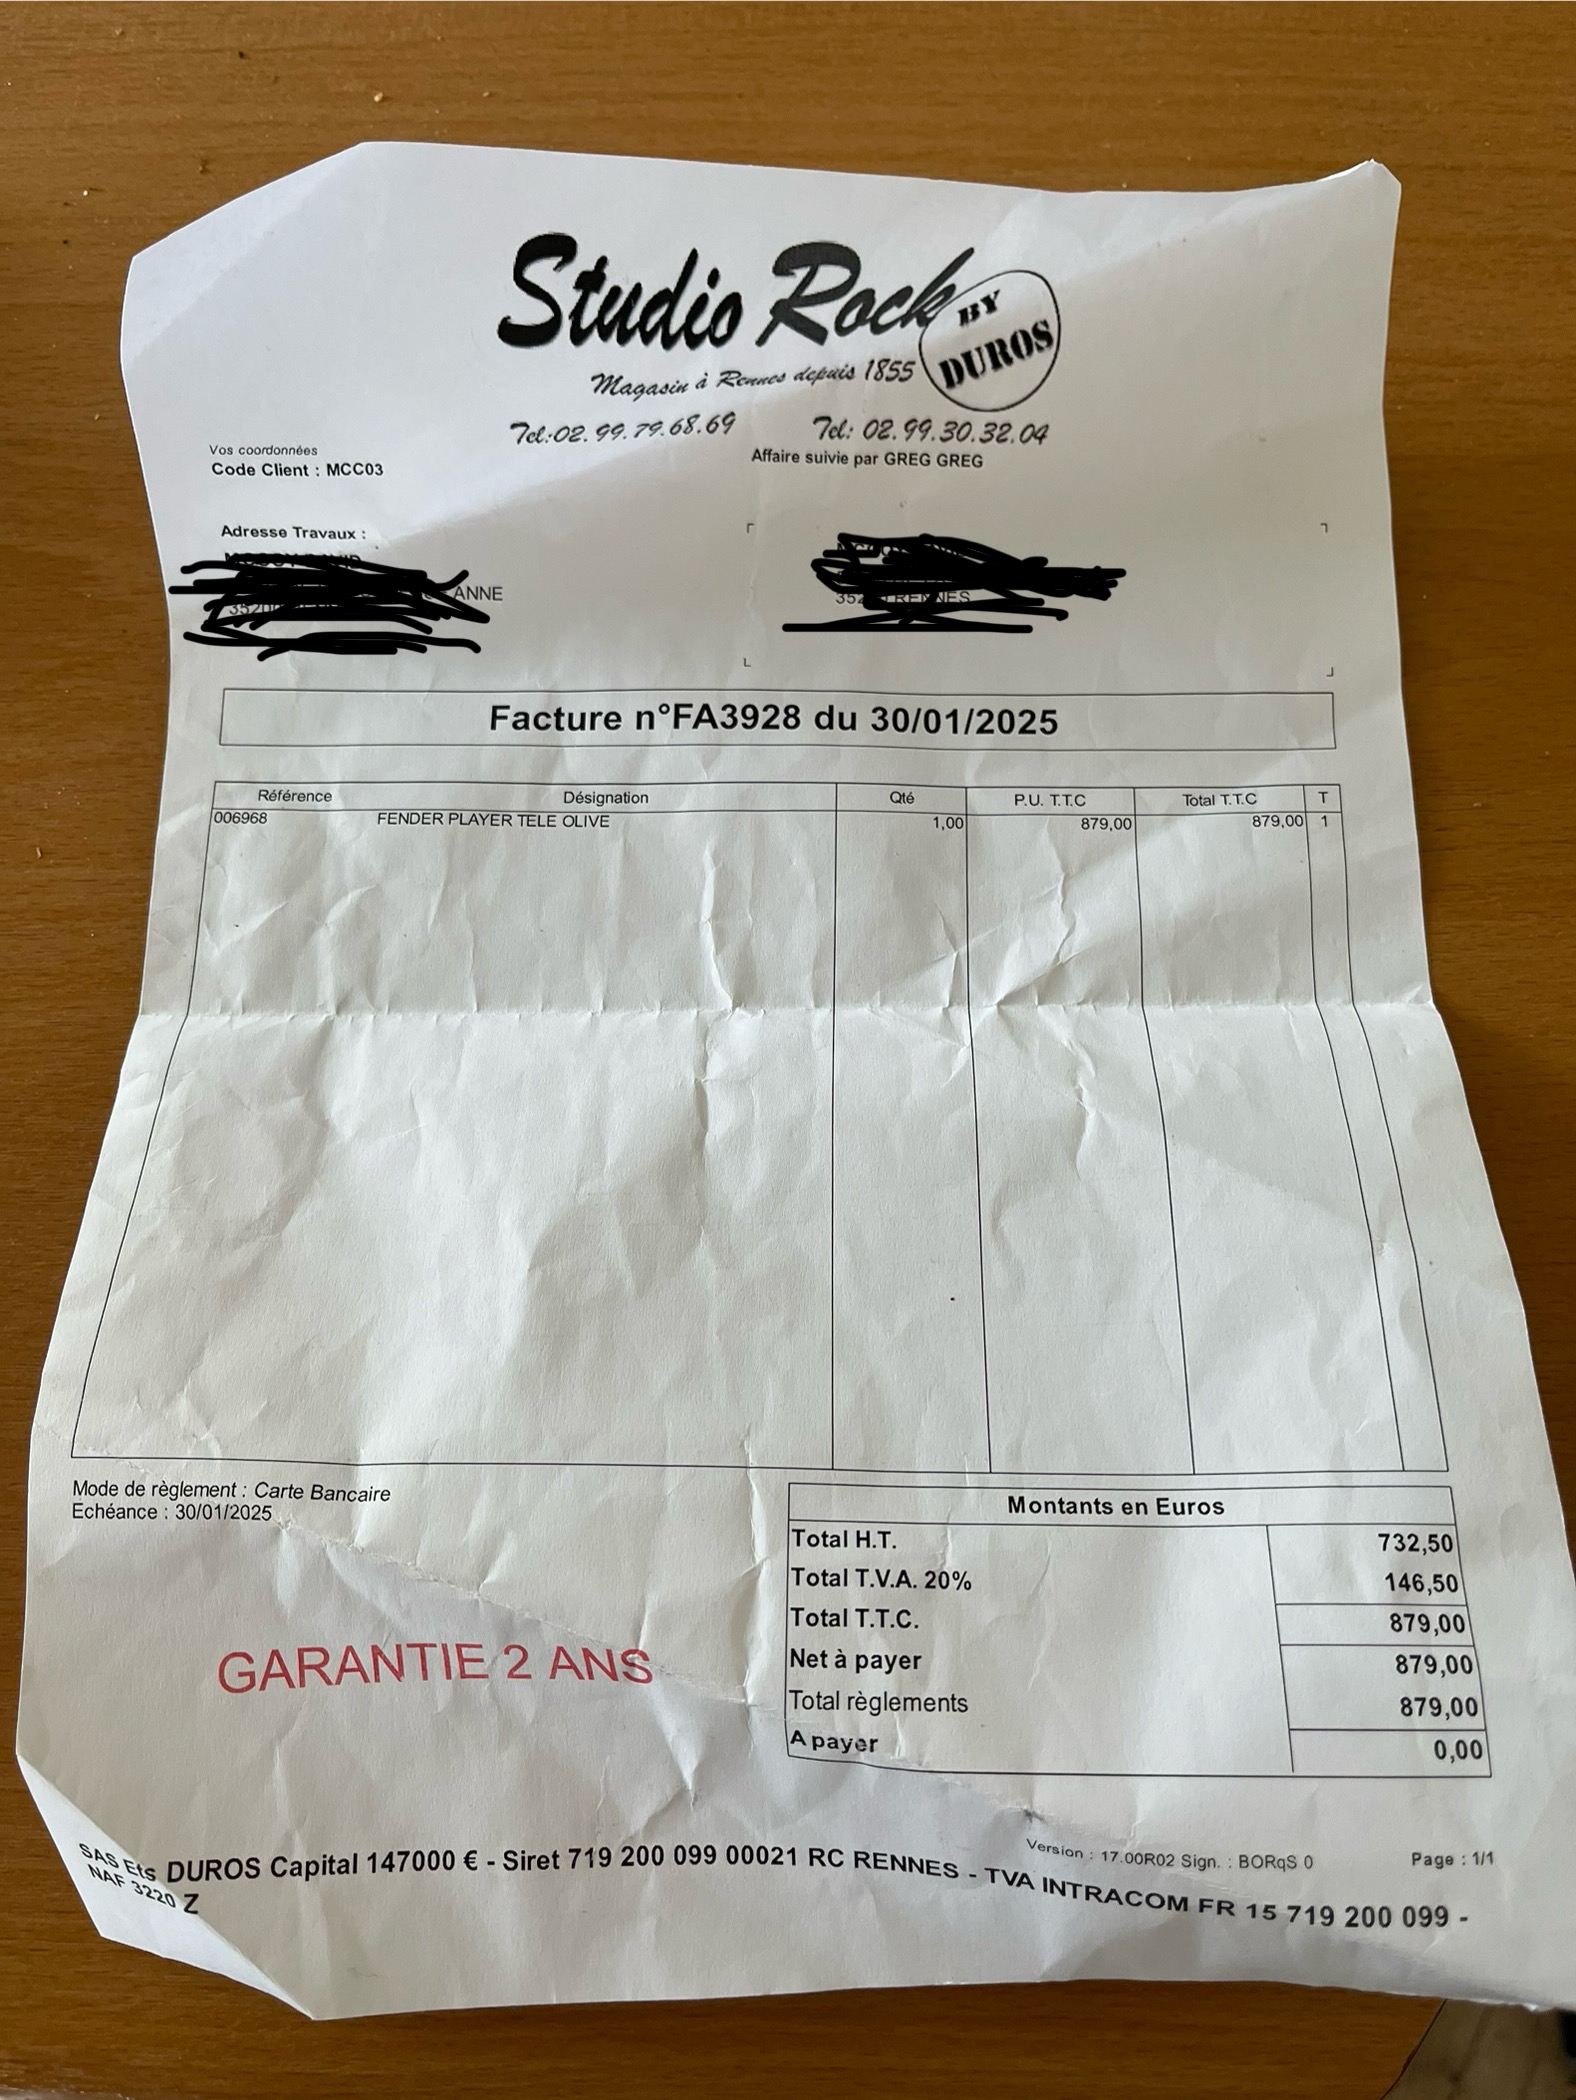 Studio Rock
BY
DUROS
Magasin à Rennes depuis 1855
Tel:02.99.79.68.69
Tel: 02.99.30.32.04
Affaire suivie par GREG GREG
Vos coordonnées
Code Client : MCC03
Adresse Travaux :
ANNE
RENNES
Facture n°FA3928 du 30/01/2025
Référence Désignation Qté P.U. T.T.C Total T.T.C T
006968 FENDER PLAYER TELE OLIVE 1,00 879,00 879,00 1
Mode de règlement : Carte Bancaire
Echéance : 30/01/2025
Montants en Euros
Total H.T. 732,50
Total T.V.A. 20% 146,50
Total T.T.C. 879,00
Net à payer 879,00
Total règlements 879,00
A payer 0,00
GARANTIE 2 ANS
Version : 17.00R02 Sign. : BORqS 0
Page : 1/1
SAS Ets DUROS Capital 147000 € - Siret 719 200 099 00021 RC RENNES - TVA INTRACOM FR 15 719 200 099 -
NAF 3220 Z